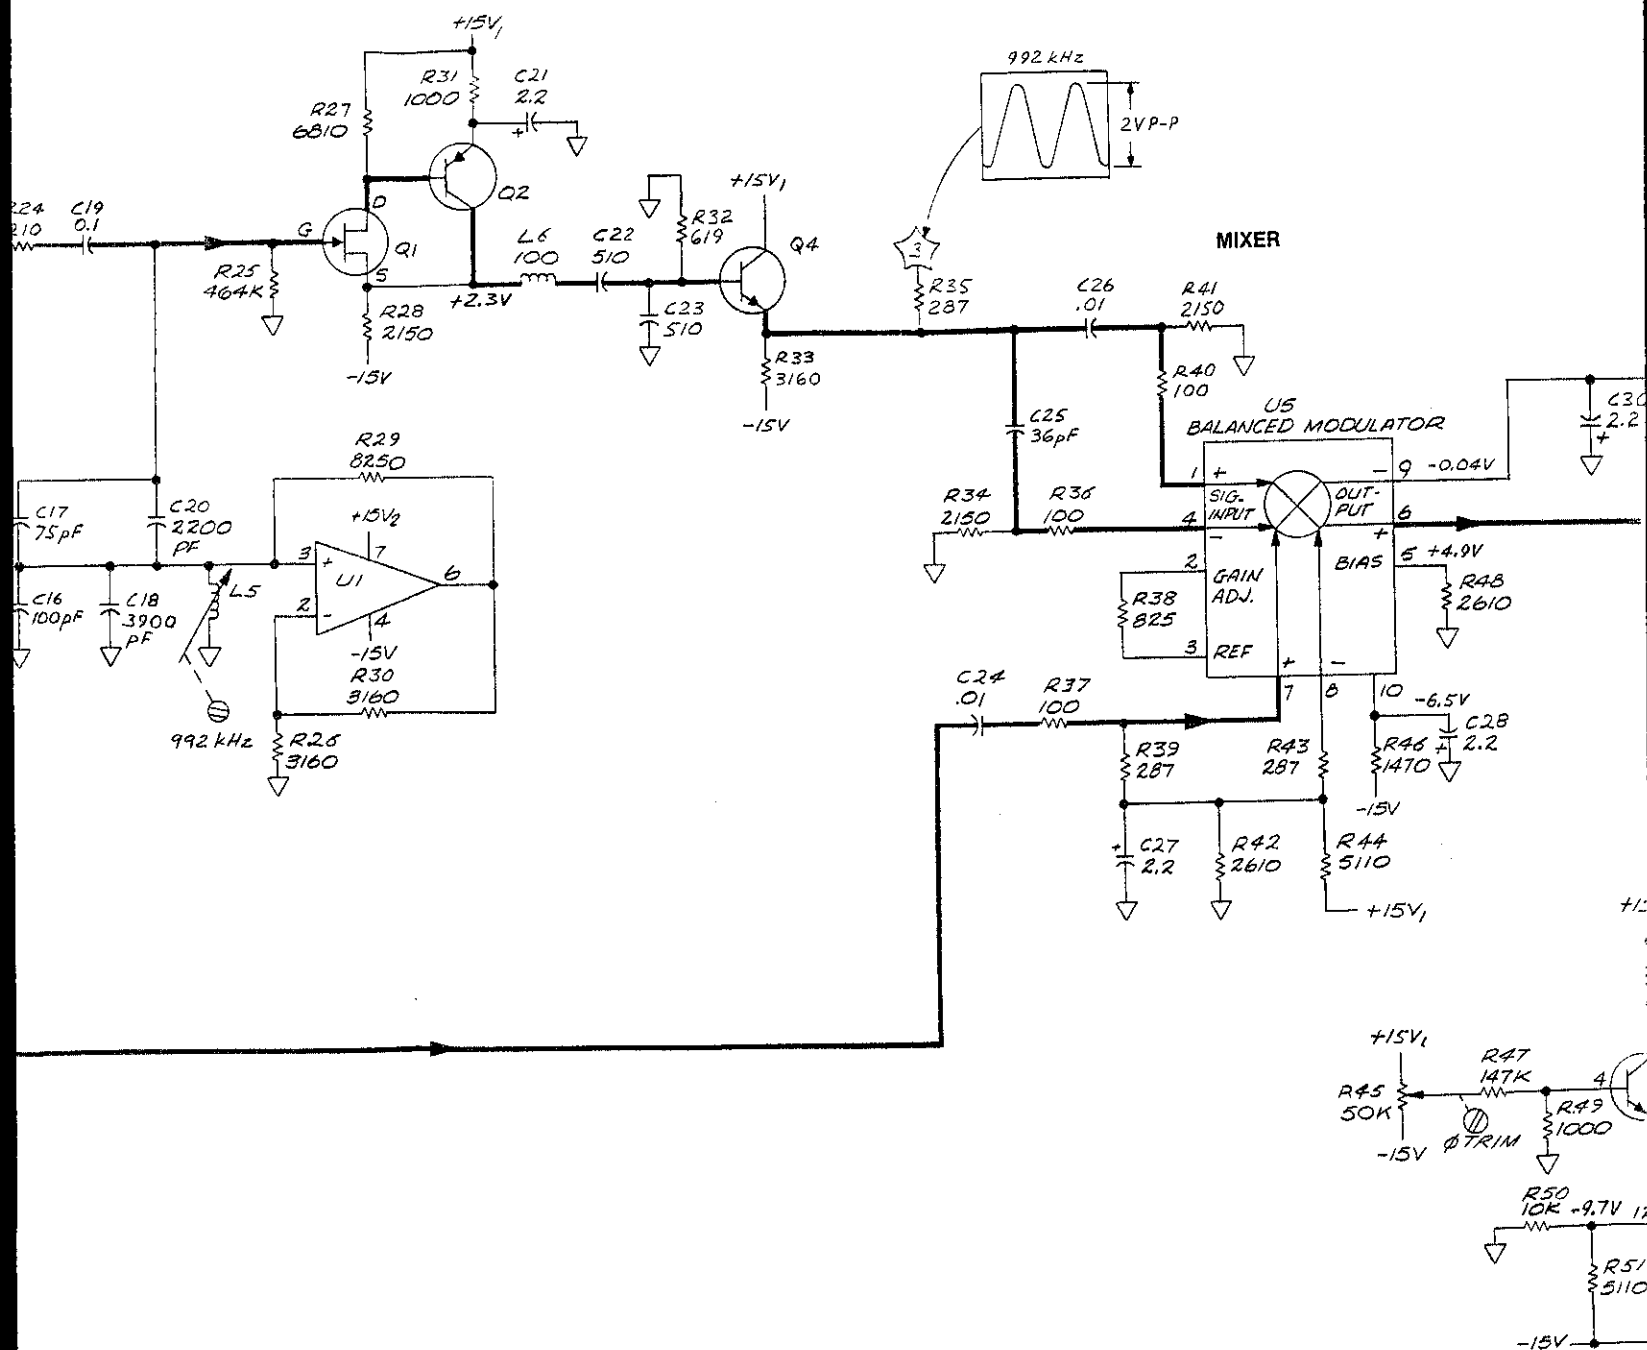 +15V₁
R31
1000
C21
2.2
+
R27
6810
D
Q2
C19
0.1
G
Q1
S
R25
464K
R28
2150
-15V
+2.3V
L6
100
C22
510
R32
619
C23
510
+15V₁
Q4
R33
3160
-15V
992 kHz
2V P-P
3
R35
287
MIXER
C26
.01
R41
2150
R40
100
C25
36pF
R34
2150
R36
100
U5
BALANCED MODULATOR
1
+
SIG.
INPUT
4
-
2
GAIN
ADJ.
3
REF
-
9
-0.04V
OUT-
PUT
6
+
BIAS
5
+4.9V
R48
2610
R38
825
+
-
7
8
10
-6.5V
C28
2.2
+
R46
1470
-15V
C30
2.2
+
R29
8250
+15V₂
7
3
+
U1
6
2
-
4
-15V
R30
3160
R26
3160
C17
75pF
C20
2200
PF
C16
100pF
C18
3900
pF
L5
992 kHz
C24
.01
R37
100
R39
287
R43
287
+
C27
2.2
R42
2610
R44
5110
+15V₁
+15V₁
R45
50K
-15V
R47
147K
4
R49
1000
ØTRIM
R50
10K
-9.7V
R51
5110
-15V